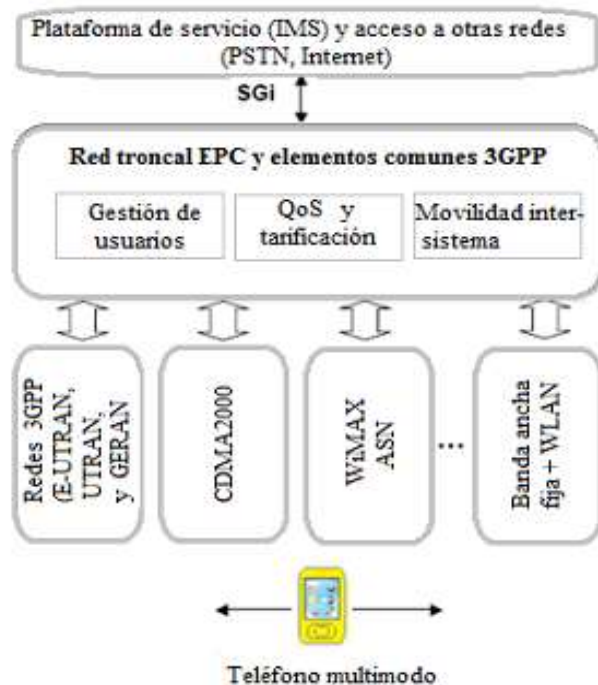 Plataforma de servicio (IMS) y acceso a otras redes
(PSTN, Internet)
SGi
Red troncal EPC y elementos comunes 3GPP
Gestión de
usuarios
QoS y
tarificación
Movilidad inter-
sistema
Redes 3GPP
(E-UTRAN,
UTRAN,
y GERAN
CDMA2000
WiMAX
ASN
...
Banda ancha
fija + WLAN
Teléfono multimodo